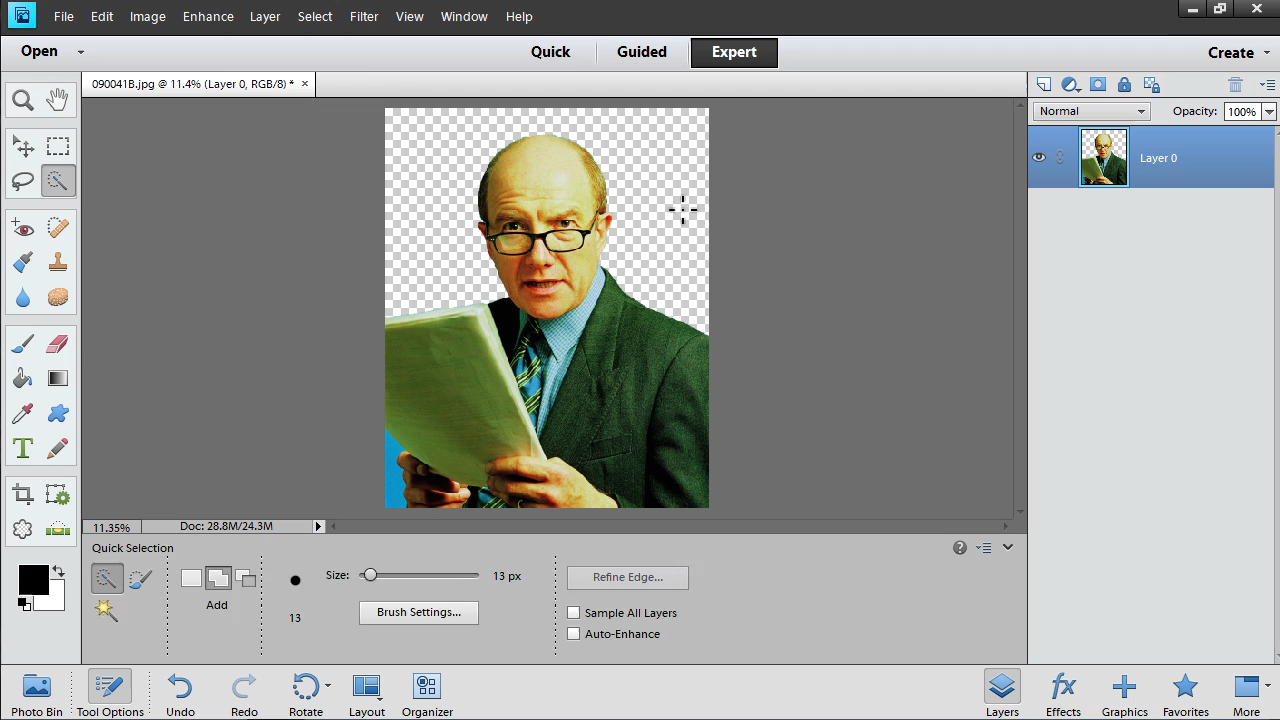 File Edit Image Enhance Layer Select Filter View Window Help
Open Quick Guided Expert Create
090041B.jpg @ 11.4% (Layer 0, RGB/8) * ×
Normal Opacity: 100%
Layer 0
11.35% Doc: 28.8M/24.3M
Quick Selection
Size: 13 px Refine Edge...
Add Brush Settings... Sample All Layers
13 Auto-Enhance
Photo Bin Tool Options Undo Redo Rotate Layout Organizer Layers Effects Graphics Favorites More